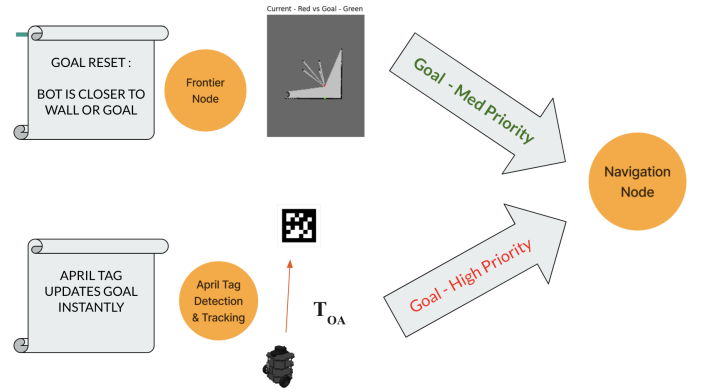 Current - Red vs Goal - Green
GOAL RESET :
BOT IS CLOSER TO
WALL OR GOAL
Frontier
Node
Goal - Med Priority
Navigation
Node
APRIL TAG
UPDATES GOAL
INSTANTLY
April Tag
Detection
& Tracking
T_OA
Goal - High Priority